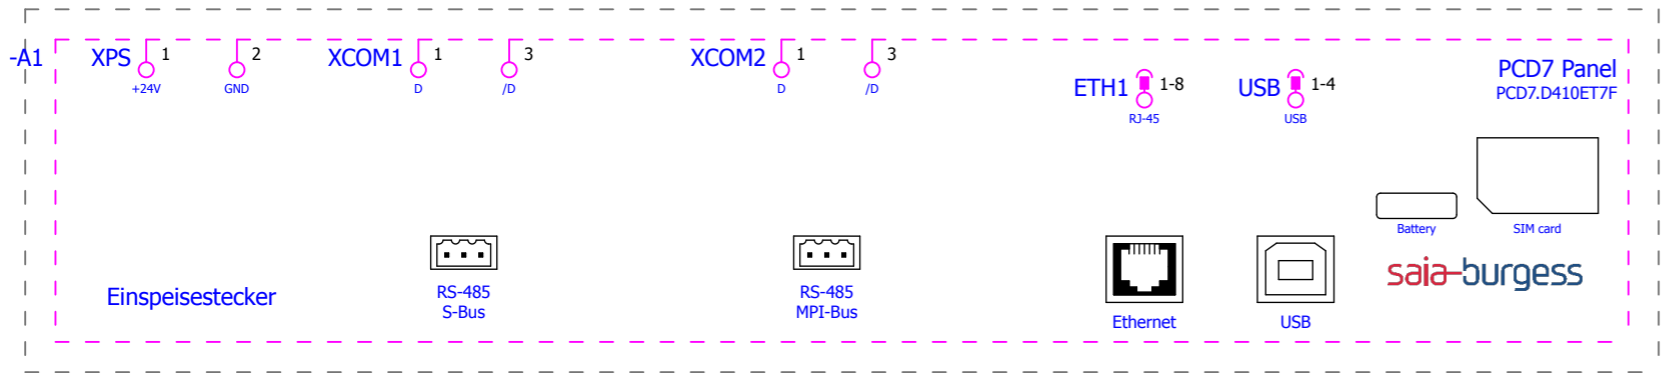 -A1
XPS 1 2
+24V GND
XCOM1 1 3
D /D
XCOM2 1 3
D /D
ETH1 1-8
RJ-45
USB 1-4
USB
PCD7 Panel
PCD7.D410ET7F
Battery
SIM card
saia-burgess
Einspeisestecker
RS-485
S-Bus
RS-485
MPI-Bus
Ethernet
USB